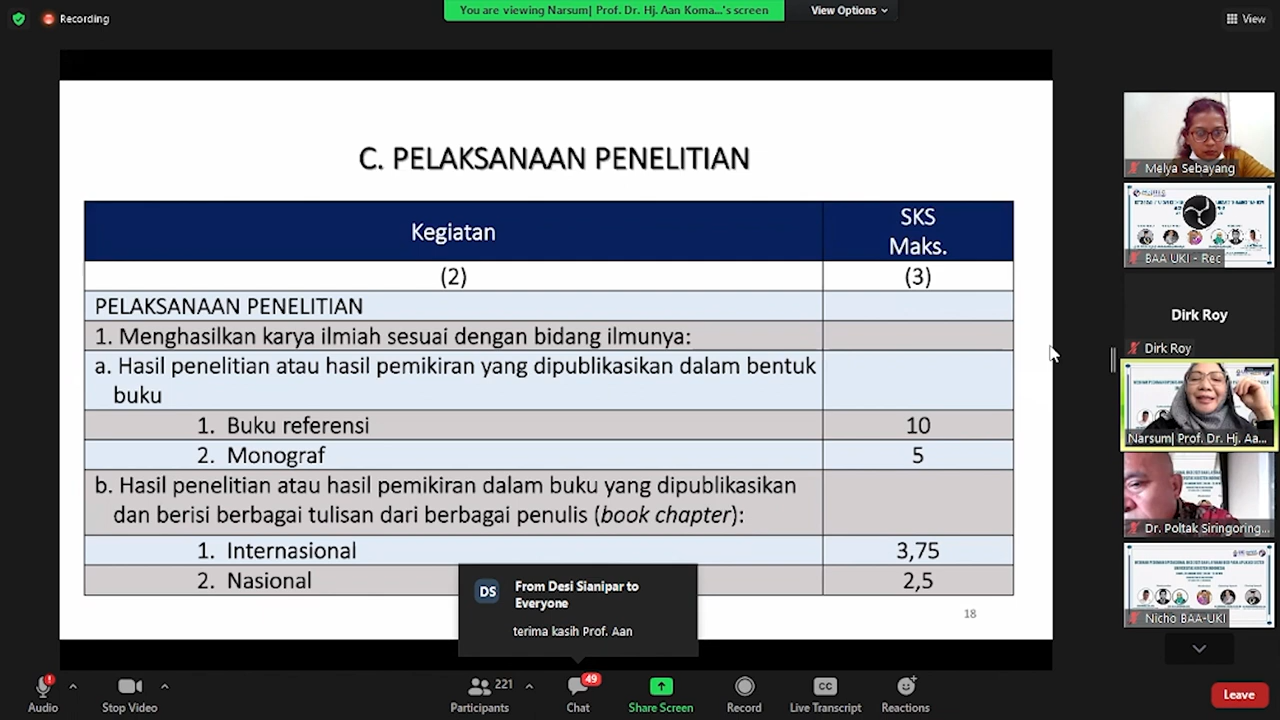 Recording
You are viewing Narsum| Prof. Dr. Hj. Aan Koma...'s screen
View Options
View
C. PELAKSANAAN PENELITIAN
Kegiatan
SKS
Maks.
(2)
(3)
PELAKSANAAN PENELITIAN
1. Menghasilkan karya ilmiah sesuai dengan bidang ilmunya:
a. Hasil penelitian atau hasil pemikiran yang dipublikasikan dalam bentuk
buku
1. Buku referensi
10
2. Monograf
5
b. Hasil penelitian atau hasil pemikiran dalam buku yang dipublikasikan
dan berisi berbagai tulisan dari berbagai penulis (book chapter):
1. Internasional
3,75
2. Nasional
2,5
18
Melya Sebayang
BAA UKI - Rec
Dirk Roy
Dirk Roy
Narsum| Prof. Dr. Hj. Aa...
Dr. Poltak Siringoring...
Nicho BAA-UKI
DS
From Desi Sianipar to
Everyone
terima kasih Prof. Aan
Audio
Stop Video
221
Participants
49
Chat
Share Screen
Record
CC
Live Transcript
Reactions
Leave